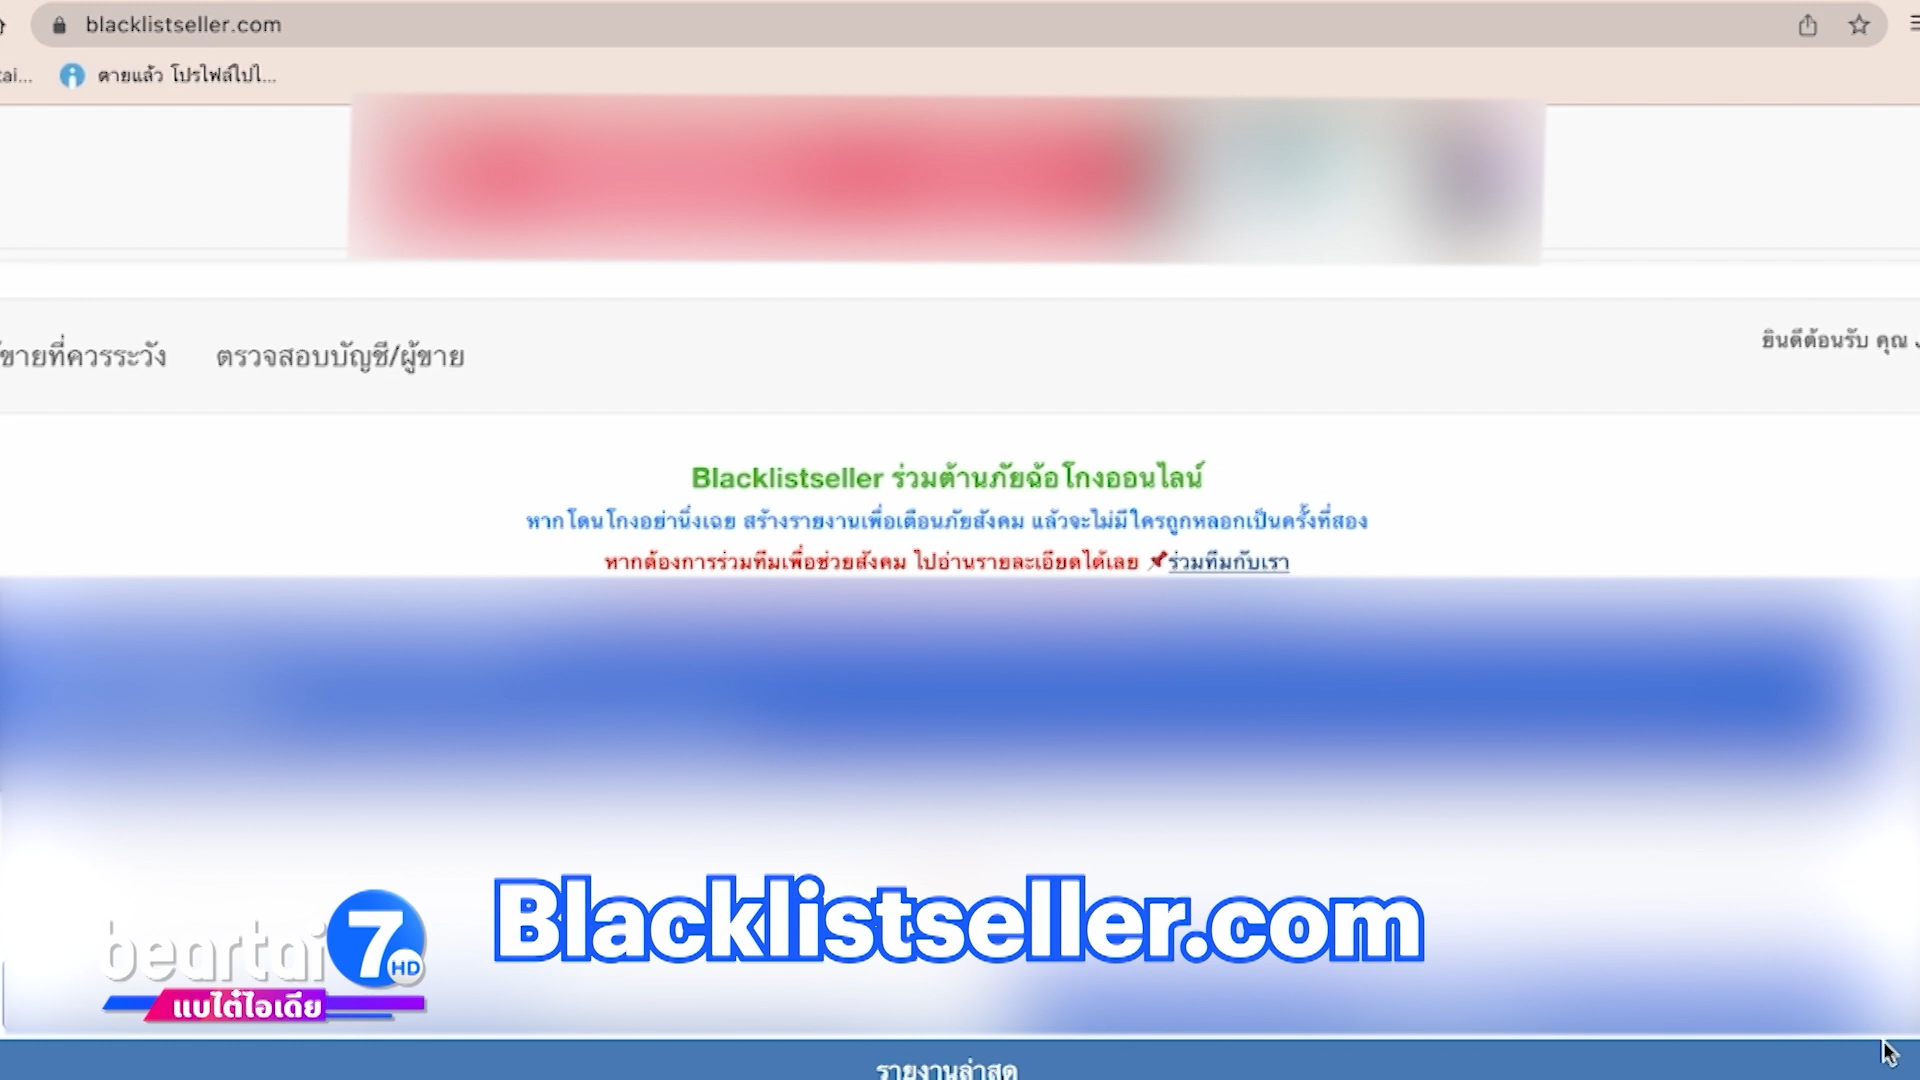 blacklistseller.com
tai...
ตายแล้ว โปรไฟล์ไปไ...
ขายที่ควรระวัง
ตรวจสอบบัญชี/ผู้ขาย
ยินดีต้อนรับ คุณ
Blacklistseller ร่วมต้านภัยฉ้อโกงออนไลน์
หากโดนโกงอย่านิ่งเฉย สร้างรายงานเพื่อเตือนภัยสังคม แล้วจะไม่มีใครถูกหลอกเป็นครั้งที่สอง
หากต้องการร่วมทีมเพื่อช่วยสังคม ไปอ่านรายละเอียดได้เลย 📌ร่วมทีมกับเรา
Blacklistseller.com
beartai 7HD
แบไต๋ไอเดีย
รายงานล่าสุด